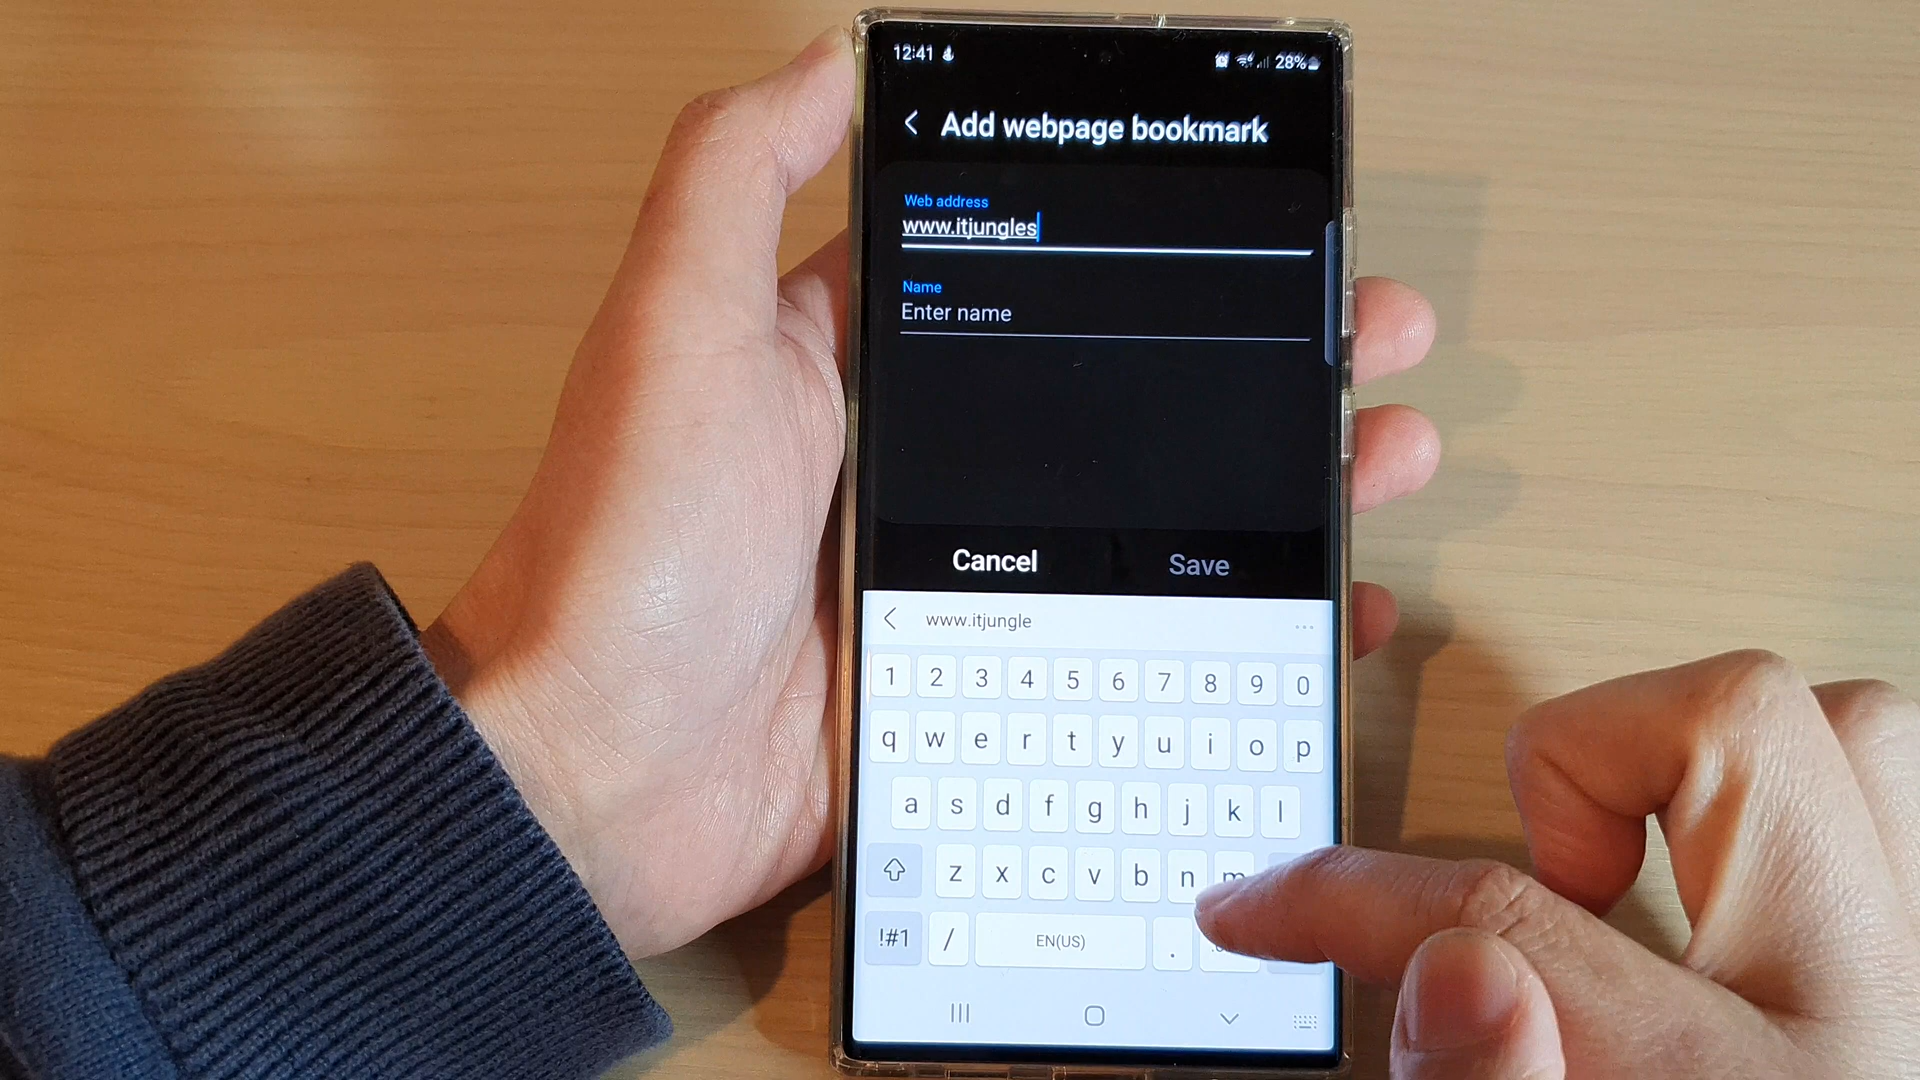 12:41 28%
Add webpage bookmark
Web address
www.itjungles
Name
Enter name
Cancel Save
www.itjungle ...
1 2 3 4 5 6 7 8 9 0
q w e r t y u i o p
a s d f g h j k l
z x c v b n m
!#1 / EN(US) .